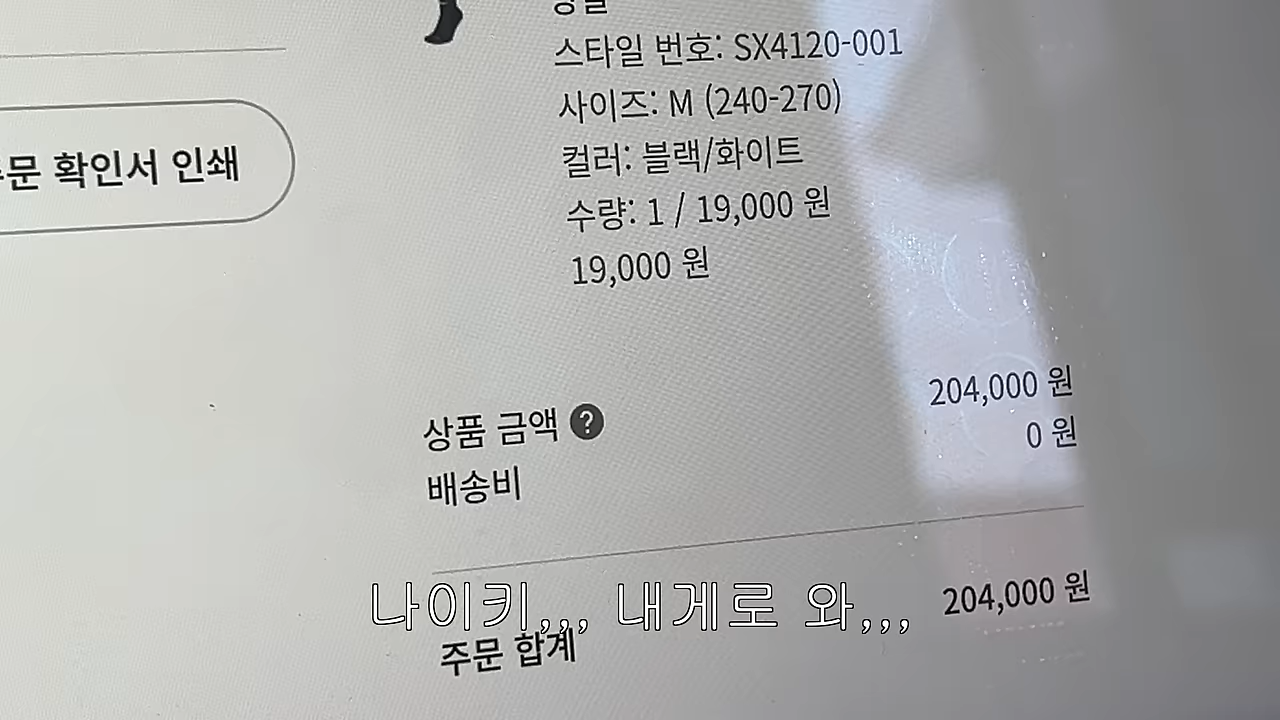 스타일 번호: SX4120-001
사이즈: M (240-270)
컬러: 블랙/화이트
수량: 1 / 19,000 원
19,000 원
문 확인서 인쇄
상품 금액 ? 204,000 원
배송비 0 원
주문 합계 204,000 원
나이키,,, 내게로 와,,,